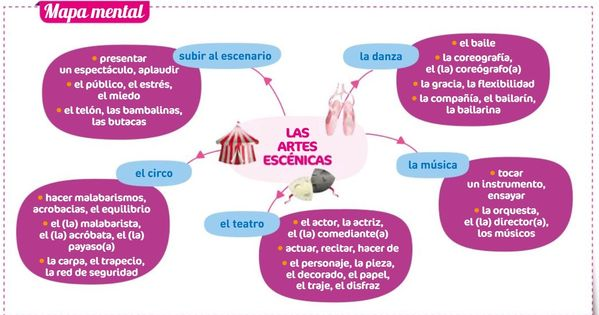 Mapa mental
subir al escenario
• presentar
un espectáculo, aplaudir
• el público, el estrés,
el miedo
• el telón, las bambalinas,
las butacas
la danza
• el baile
• la coreografía,
el (la) coreógrafo(a)
• la gracia, la flexibilidad
• la compañía, el bailarín,
la bailarina
LAS
ARTES
ESCÉNICAS
el circo
• hacer malabarismos,
acrobacias, el equilibrio
• el (la) malabarista,
el (la) acróbata, el (la)
payaso(a)
• la carpa, el trapecio,
la red de seguridad
el teatro
• el actor, la actriz,
el (la) comediante(a)
• actuar, recitar, hacer de
• el personaje, la pieza,
el decorado, el papel,
el traje, el disfraz
la música
• tocar
un instrumento,
ensayar
• la orquesta,
el (la) director(a),
los músicos